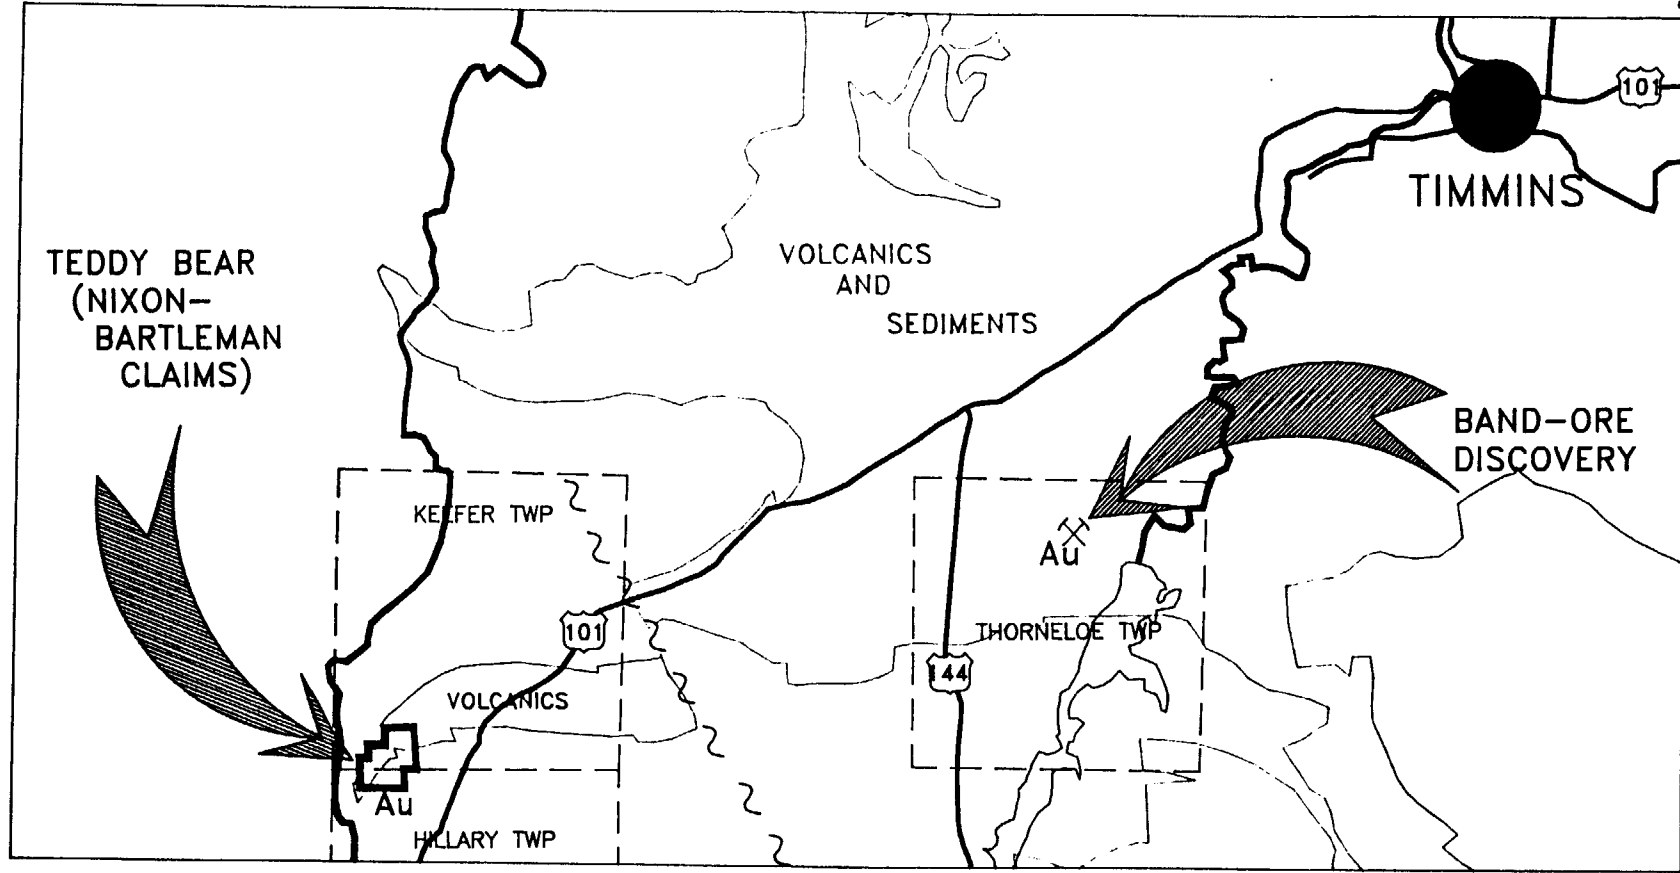 101
TIMMINS
TEDDY BEAR
(NIXON-
BARTLEMAN
CLAIMS)
VOLCANICS
AND
SEDIMENTS
BAND-ORE
DISCOVERY
KEEFER TWP
Au
101
THORNELOE TWP
144
VOLCANICS
Au
HILLARY TWP